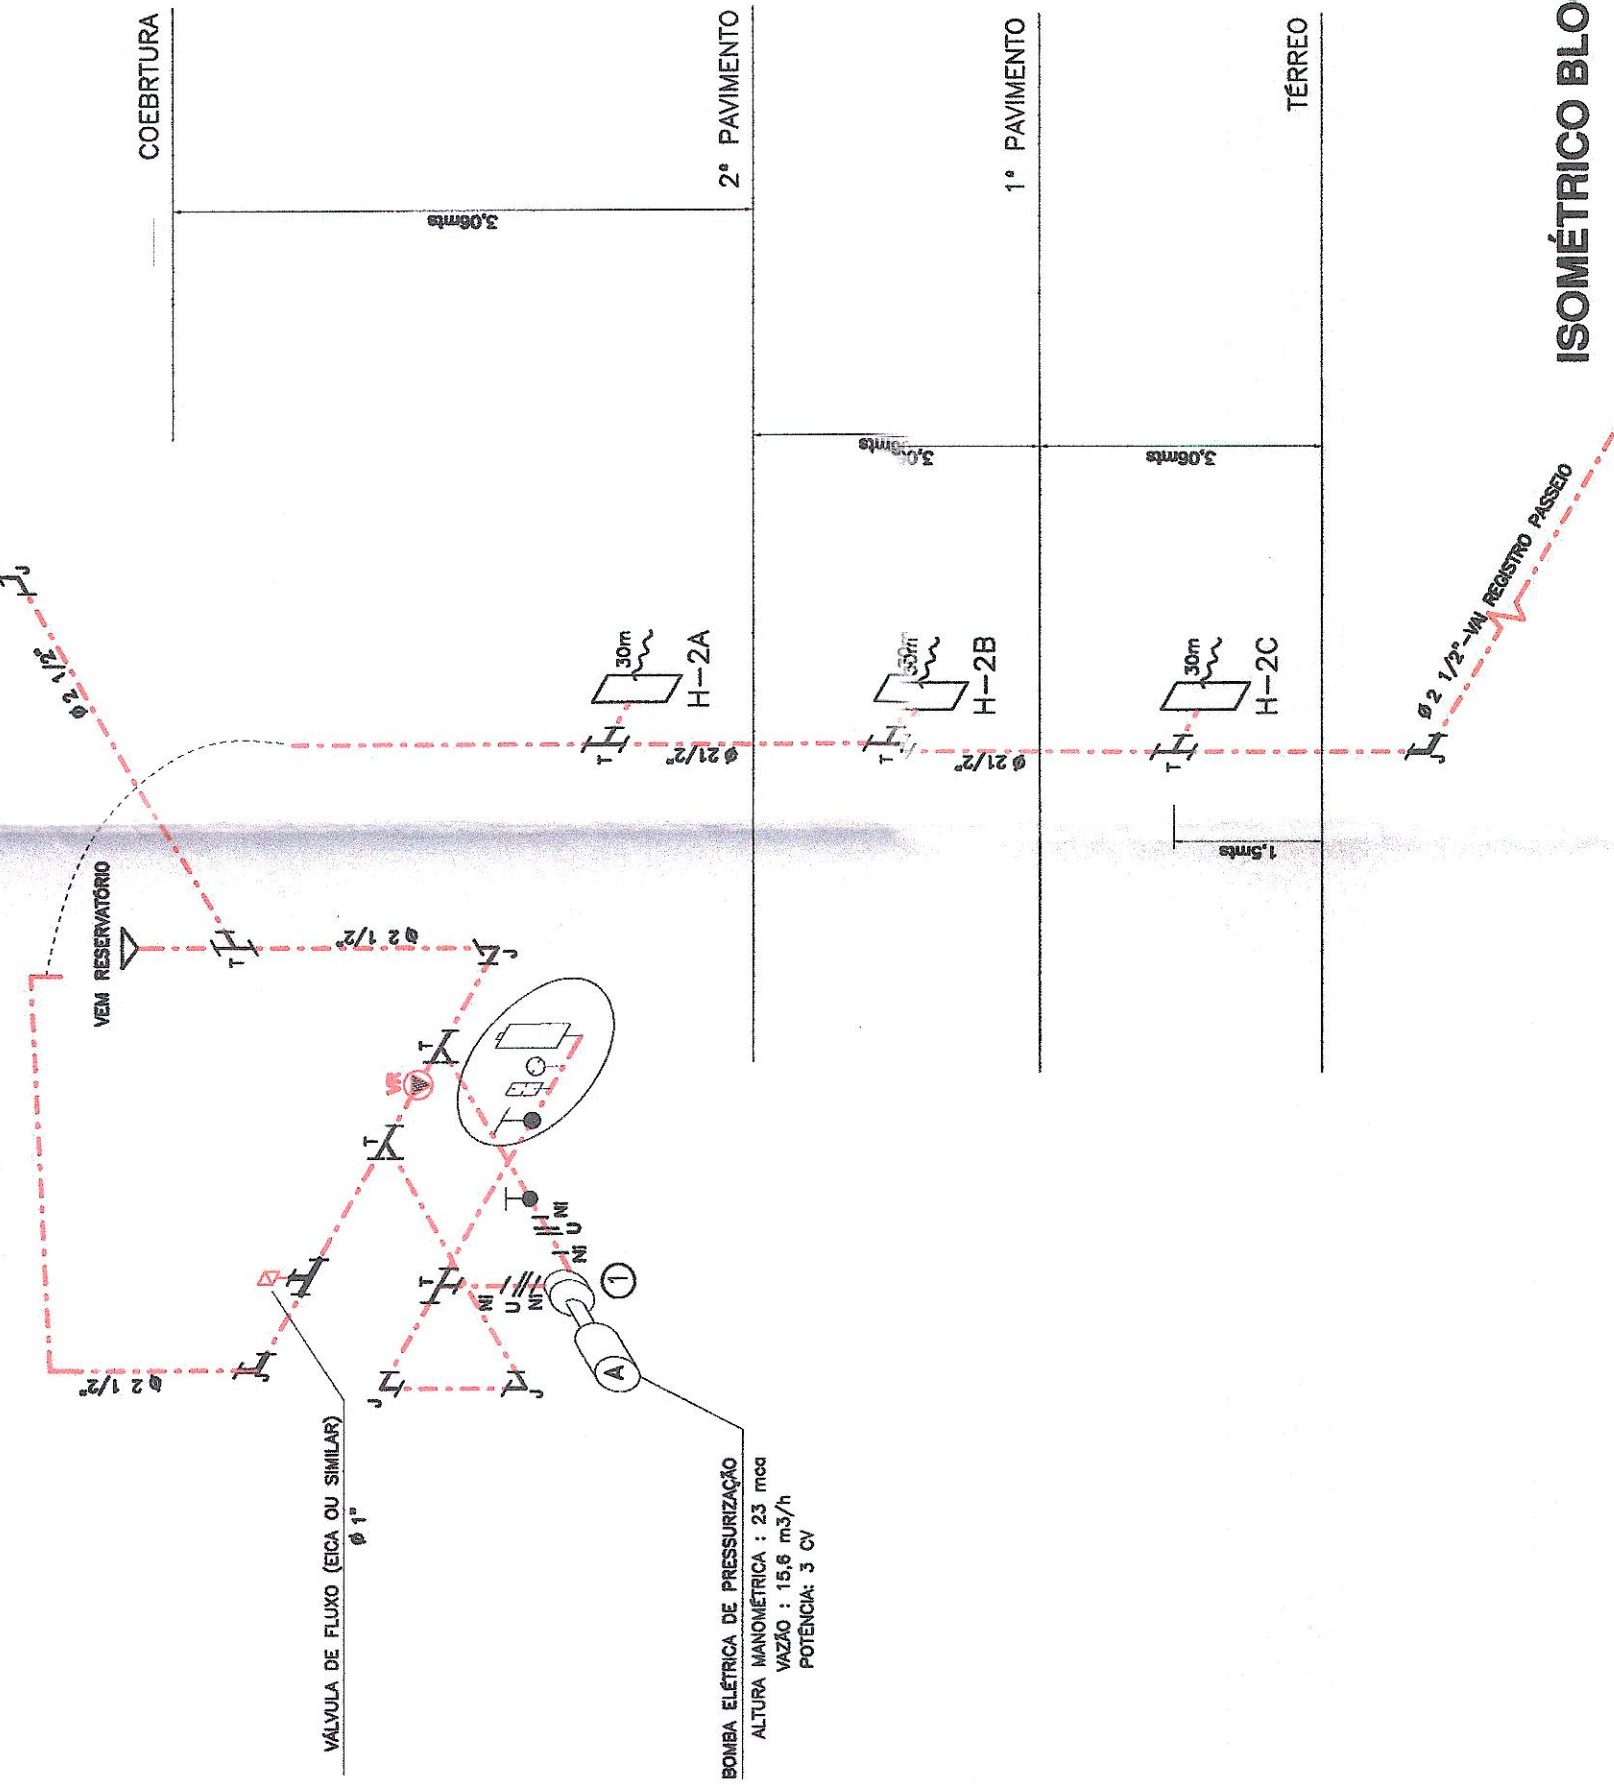 COEBRTURA
3,06mts
2º PAVIMENTO
3,06mts
1º PAVIMENTO
3,06mts
TÉRREO
ISOMÉTRICO BLO
J
Ø 2 1/2"
30m
H-2A
T
Ø 21/2"
30m
H-2B
T
Ø 21/2"
30m
H-2C
T
1,5mts
J
Ø 2 1/2"-VAI REGISTRO PASSEIO
VEM RESERVATÓRIO
T
Ø 2 1/2"
J
T
VR
T
T
Ni
U
Ni
Ni
U
Ni
1
A
J
J
J
Ø 2 1/2"
VÁLVULA DE FLUXO (EICA OU SIMILAR)
Ø 1"
BOMBA ELÉTRICA DE PRESSURIZAÇÃO
ALTURA MANOMÉTRICA : 23 mca
VAZÃO : 15,6 m3/h
POTÊNCIA: 3 CV